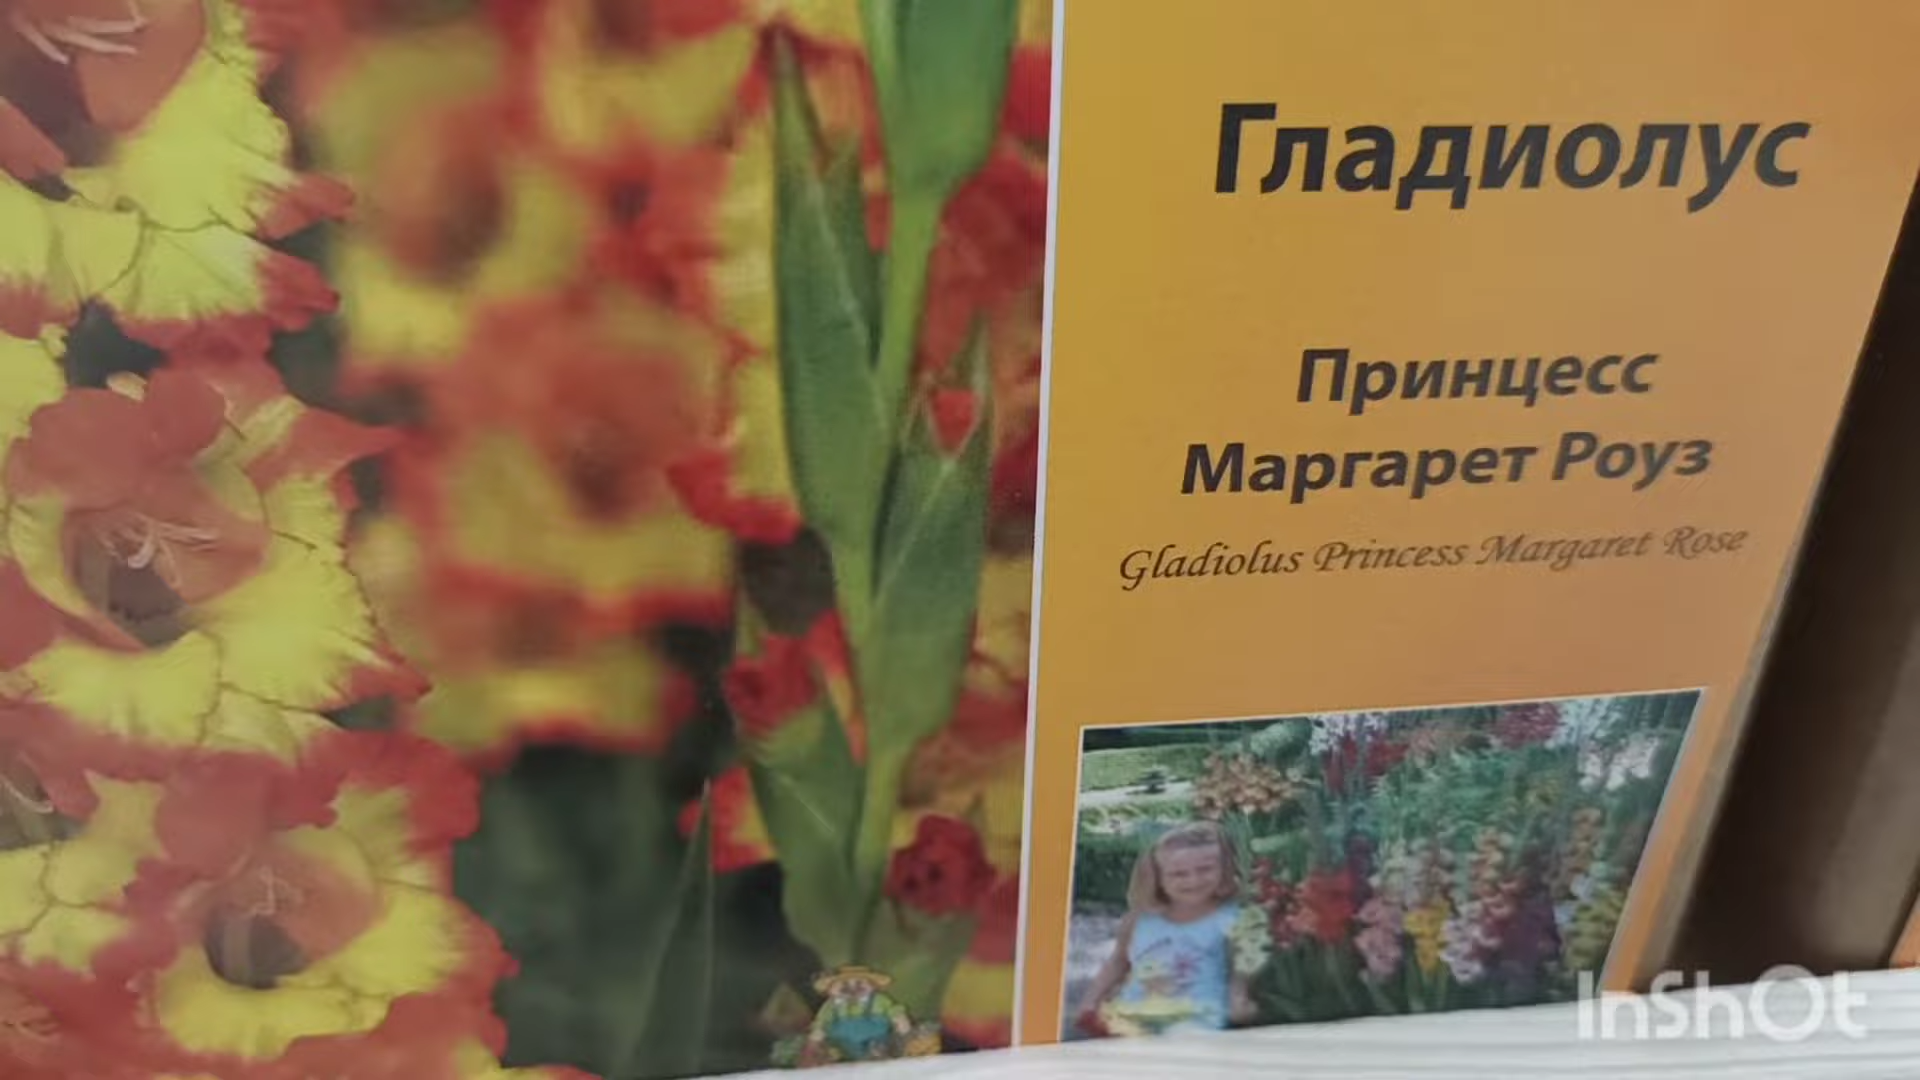 Гладиолус
Принцесс
Маргарет Роуз
Gladiolus Princess Margaret Rose
InShOt